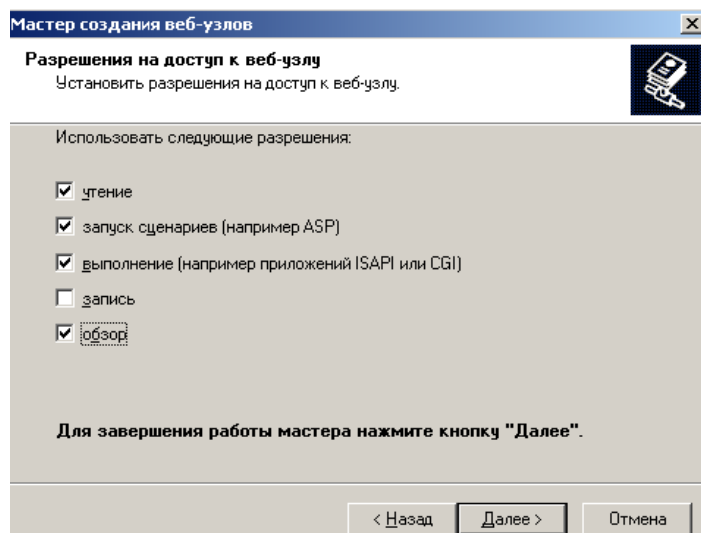 Мастер создания веб-узлов
Разрешения на доступ к веб-узлу
Установить разрешения на доступ к веб-узлу.
Использовать следующие разрешения:
чтение
запуск сценариев (например ASP)
выполнение (например приложений ISAPI или CGI)
запись
обзор
Для завершения работы мастера нажмите кнопку "Далее".
< Назад Далее > Отмена